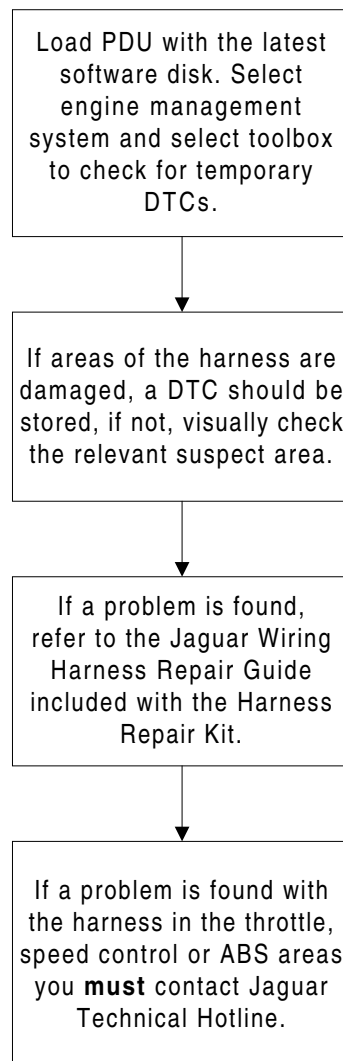 Load PDU with the latest
software disk. Select
engine management
system and select toolbox
to check for temporary
DTCs.
If areas of the harness are
damaged, a DTC should be
stored, if not, visually check
the relevant suspect area.
If a problem is found,
refer to the Jaguar Wiring
Harness Repair Guide
included with the Harness
Repair Kit.
If a problem is found with
the harness in the throttle,
speed control or ABS areas
you must contact Jaguar
Technical Hotline.